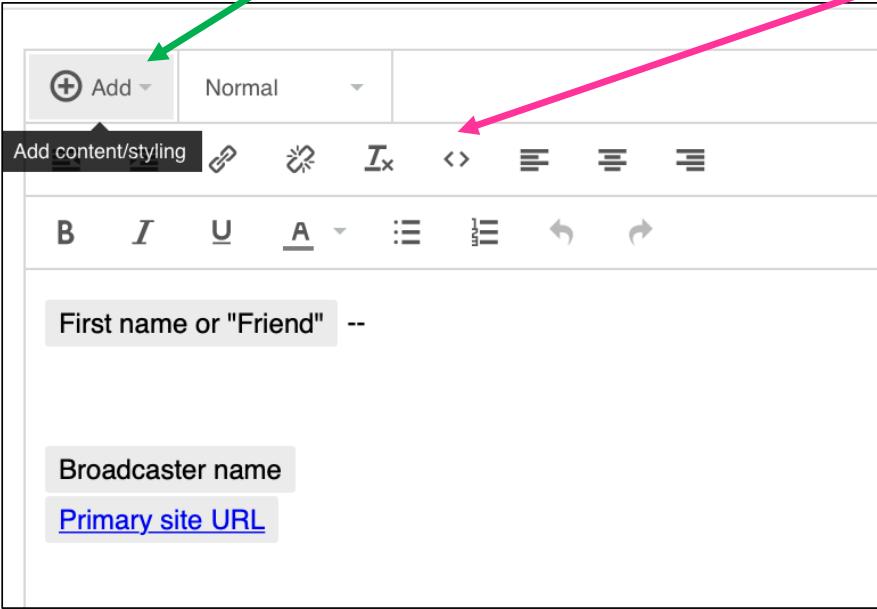 Add
Normal
Add content/styling
First name or "Friend" --
Broadcaster name
Primary site URL